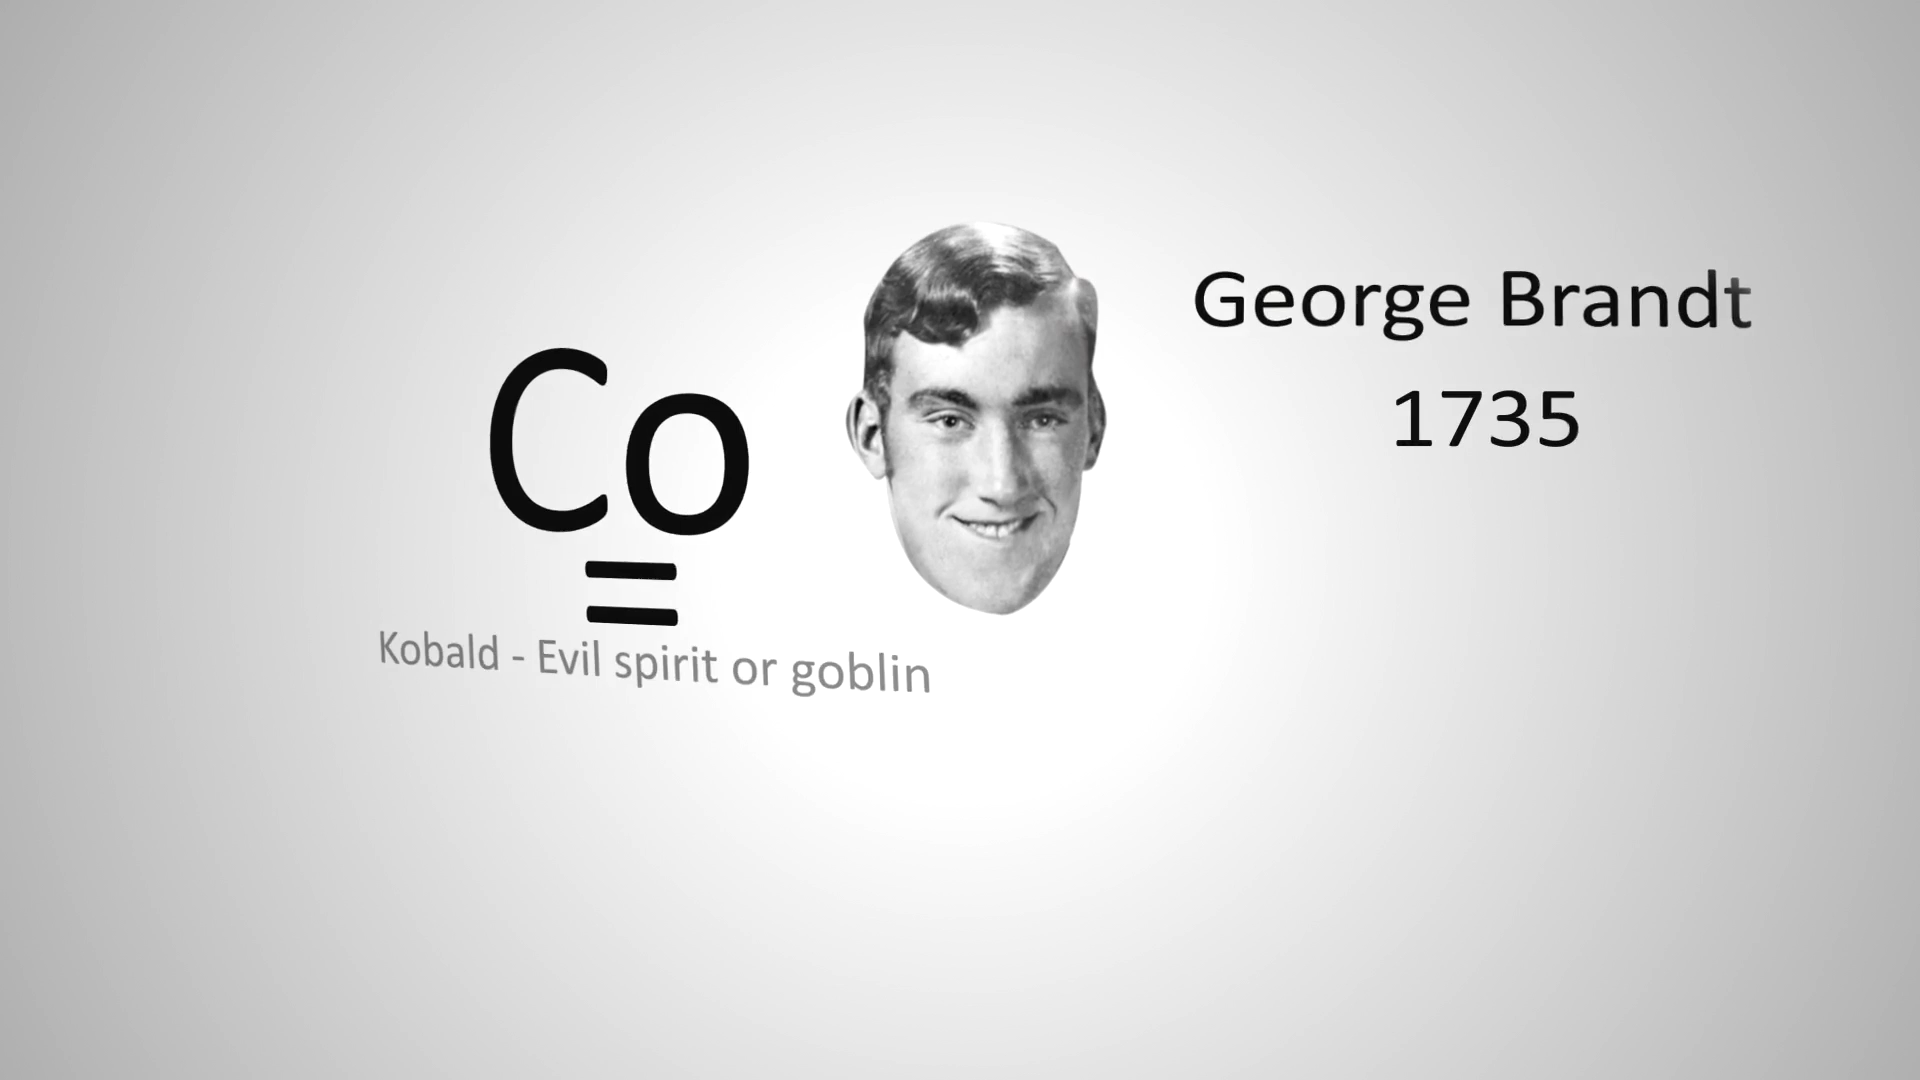 Co
=
Kobald - Evil spirit or goblin
George Brandt
1735